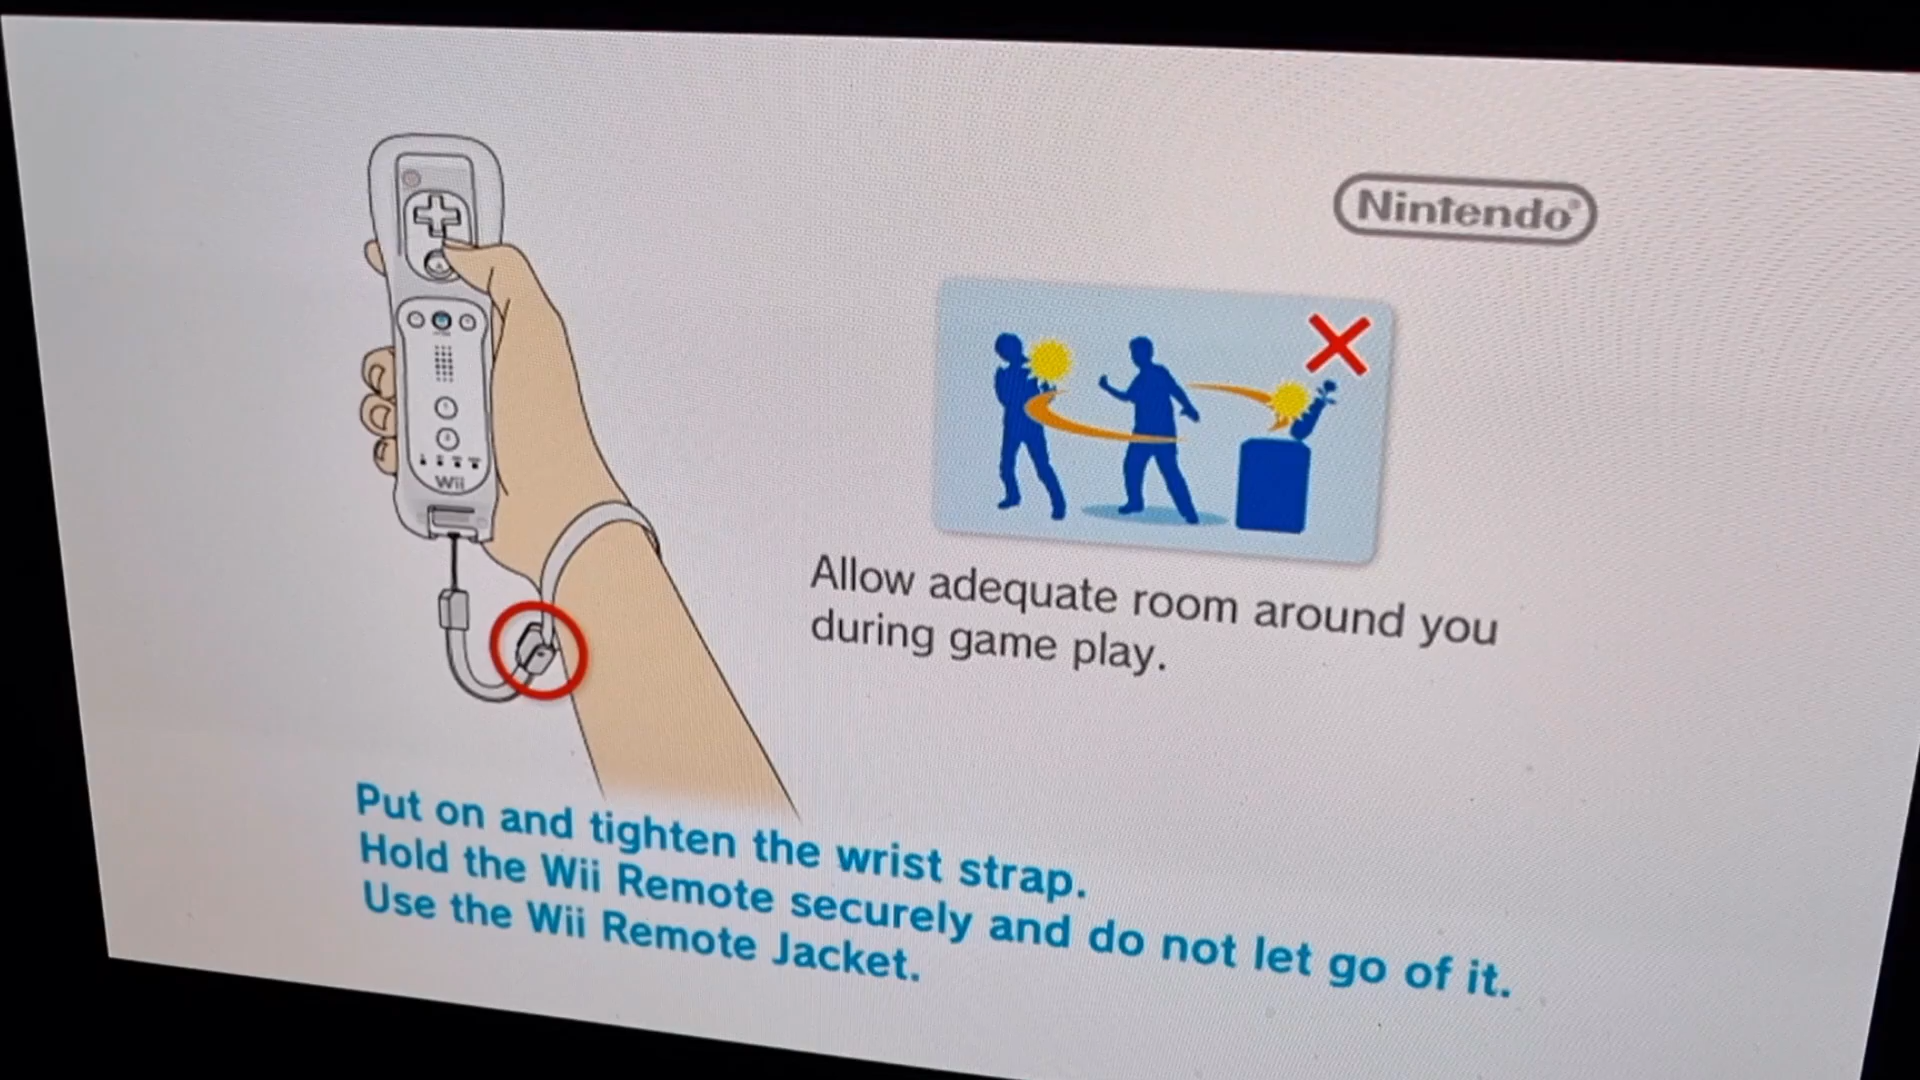 Nintendo®
Wii
Allow adequate room around you
during game play.
Put on and tighten the wrist strap.
Hold the Wii Remote securely and do not let go of it.
Use the Wii Remote Jacket.